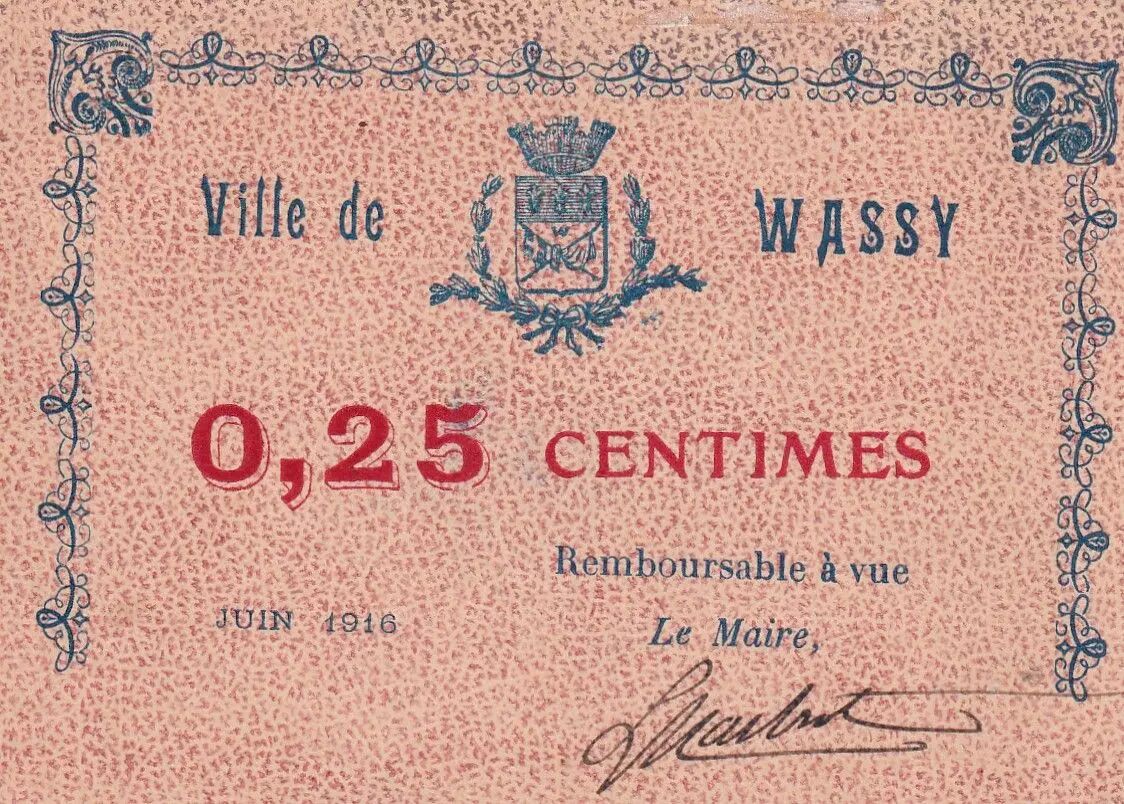 Ville de WASSY
0,25 CENTIMES
Remboursable à vue
JUIN 1916
Le Maire,